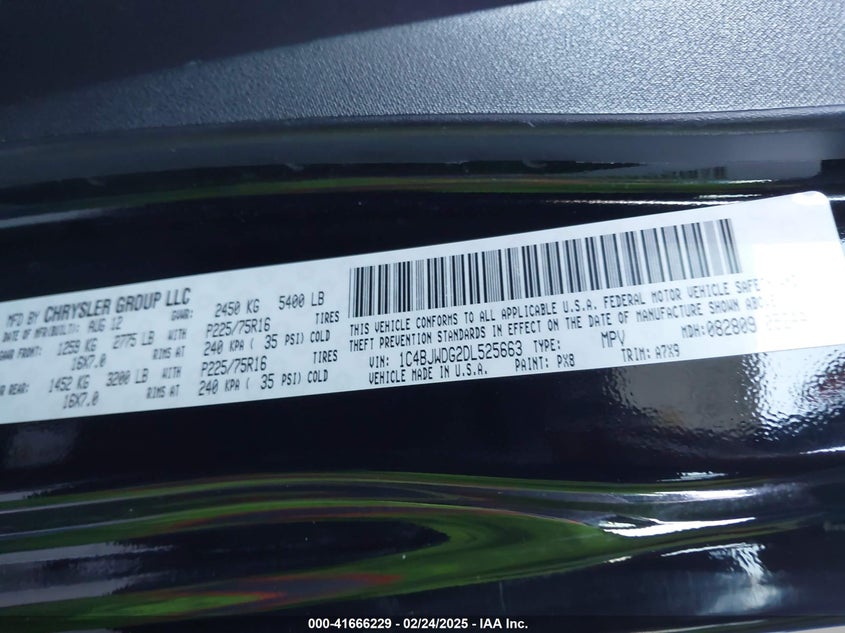 MFD BY CHRYSLER GROUP LLC
DATE OF MFR/BUILT: AUG 12 GVWR: 2450 KG 5400 LB
GAWR FRONT: 1259 KG 2775 LB WITH P225/75R16 TIRES
16X7.0 RIMS AT 240 KPA ( 35 PSI) COLD
REAR: 1452 KG 3200 LB WITH P225/75R16 TIRES
16X7.0 RIMS AT 240 KPA ( 35 PSI) COLD
THIS VEHICLE CONFORMS TO ALL APPLICABLE U.S.A. FEDERAL MOTOR VEHICLE SAFETY AND
THEFT PREVENTION STANDARDS IN EFFECT ON THE DATE OF MANUFACTURE SHOWN ABOVE.
VIN: 1C4BJWDG2DL525663 TYPE: MPV MDH: 082809
VEHICLE MADE IN U.S.A. PAINT: PX8 TRIM: A7X9
000-41666229 - 02/24/2025 - IAA Inc.